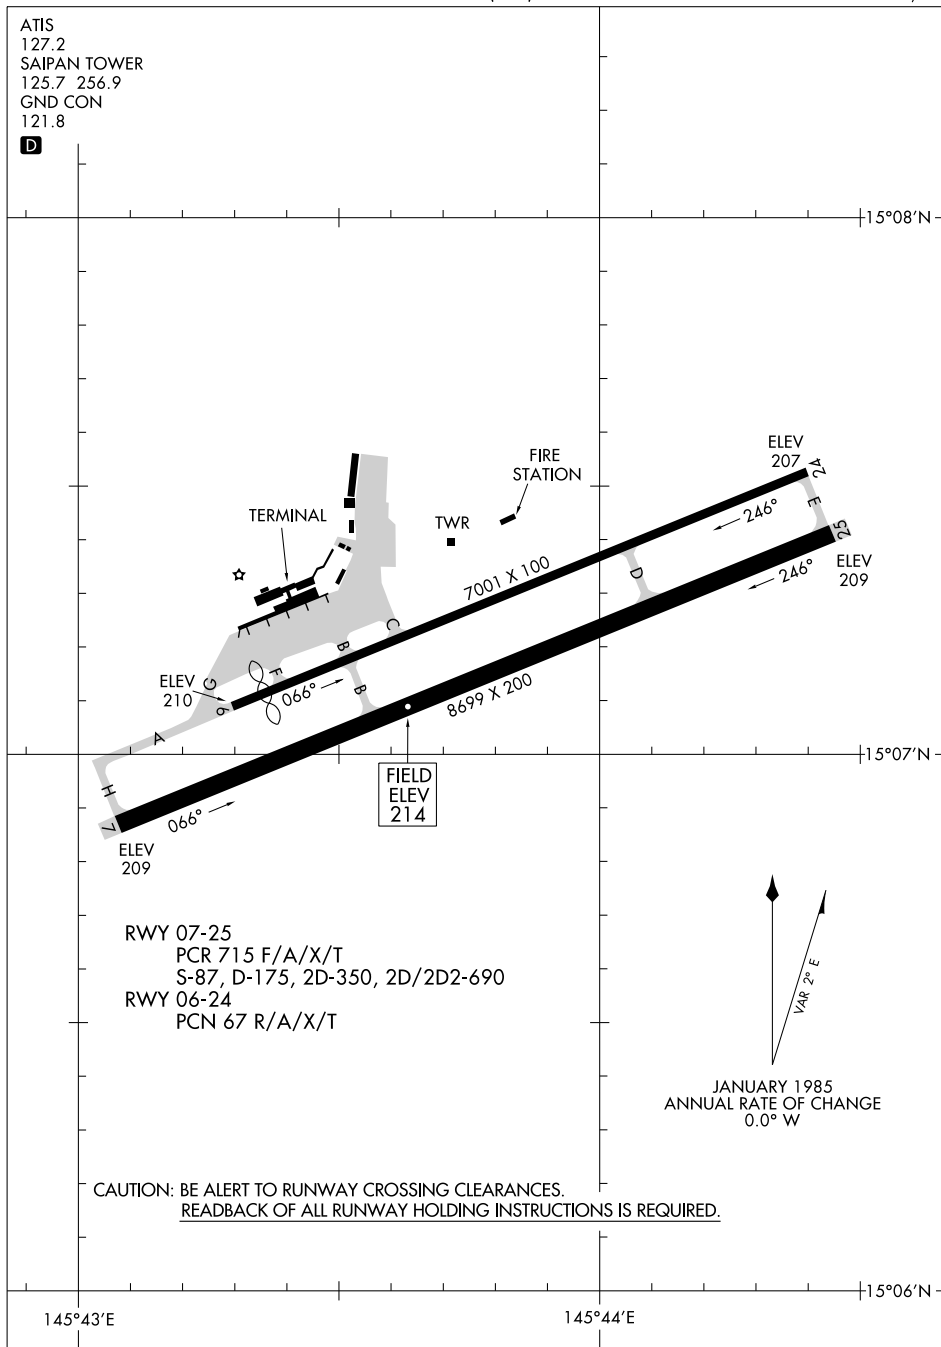 ATIS
127.2
SAIPAN TOWER
125.7 256.9
GND CON
121.8
D
15°08'N
ELEV
207
24
FIRE
STATION
TERMINAL
TWR
246°
E
25
ELEV
209
246°
7001 X 100
D
C
B
F
G
ELEV
210
6
066°
B
8699 X 200
A
15°07'N
FIELD
ELEV
214
H
7
066°
ELEV
209
RWY 07-25
PCR 715 F/A/X/T
S-87, D-175, 2D-350, 2D/2D2-690
RWY 06-24
PCN 67 R/A/X/T
VAR 2° E
JANUARY 1985
ANNUAL RATE OF CHANGE
0.0° W
CAUTION: BE ALERT TO RUNWAY CROSSING CLEARANCES.
READBACK OF ALL RUNWAY HOLDING INSTRUCTIONS IS REQUIRED.
15°06'N
145°43'E
145°44'E